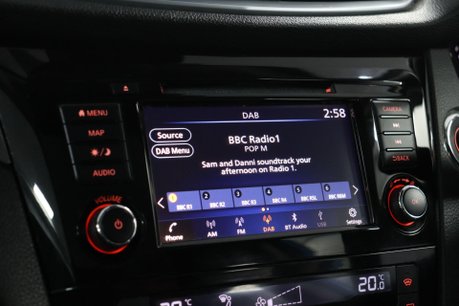 DAB
2:58
MENU
MAP
AUDIO
VOLUME
Source
DAB Menu
BBC Radio1
POP M
Sam and Danni soundtrack your
afternoon on Radio 1.
1 2 3 4 5 6
BBC R1 BBC R2 BBC R3 BBC R4 BBC R5L BBC R6M
Phone AM FM DAB BT Audio USB Settings
CAMERA
BACK
20.0